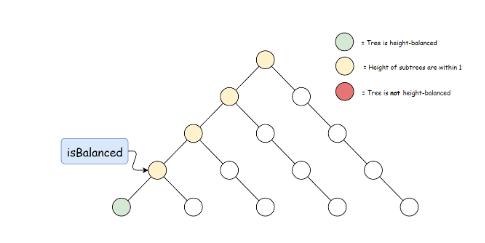 = Tree is height-balanced
= Height of subtrees are within 1
= Tree is not height-balanced
isBalanced